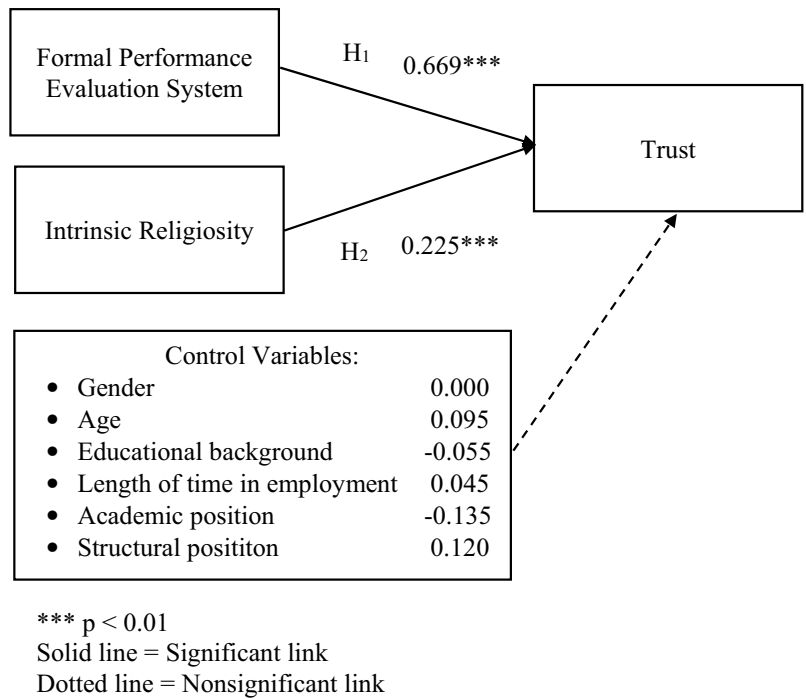 Formal Performance
Evaluation System
H₁ 0.669***
Trust
Intrinsic Religiosity
H₂ 0.225***
Control Variables:
• Gender 0.000
• Age 0.095
• Educational background -0.055
• Length of time in employment 0.045
• Academic position -0.135
• Structural posititon 0.120
*** p < 0.01
Solid line = Significant link
Dotted line = Nonsignificant link